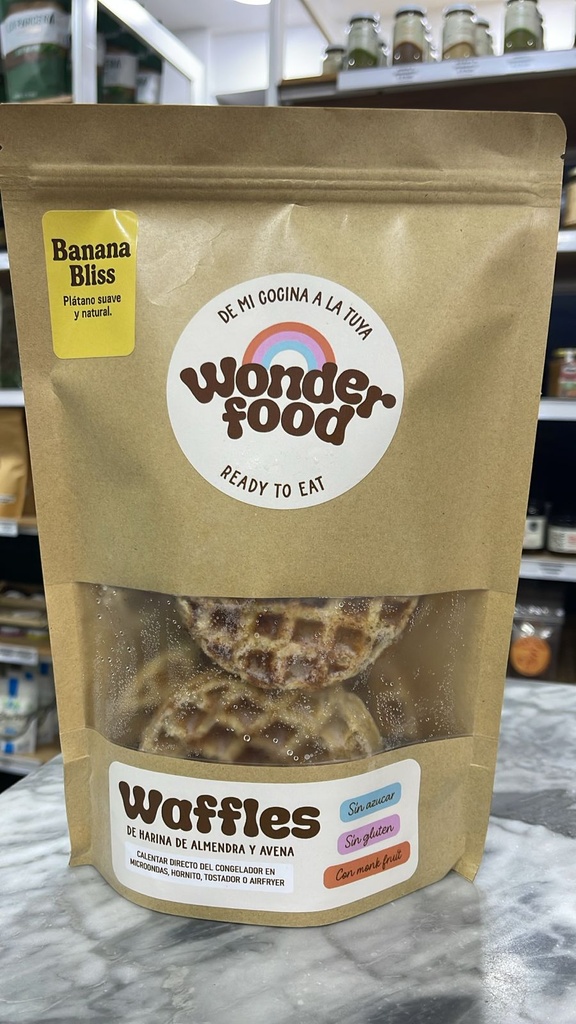 Banana
Bliss
Plátano suave
y natural.
DE MI COCINA A LA TUYA
Wonder
food
READY TO EAT
Waffles
DE HARINA DE ALMENDRA Y AVENA
CALENTAR DIRECTO DEL CONGELADOR EN
MICROONDAS, HORNITO, TOSTADOR O AIRFRYER
Sin azucar
Sin gluten
Con monk fruit